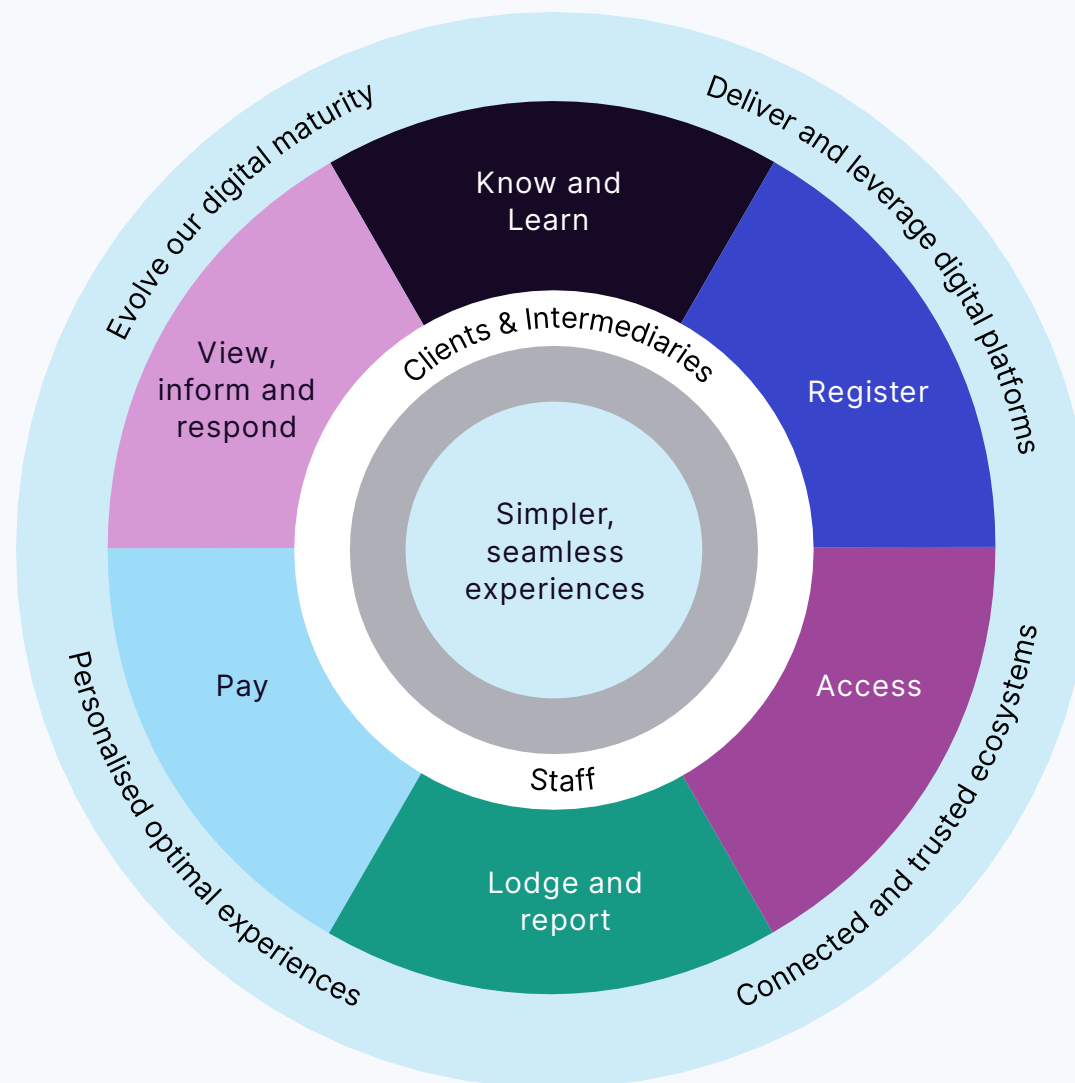 Evolve our digital maturity
Deliver and leverage digital platforms
Know and
Learn
Clients & Intermediaries
View,
inform and
respond
Register
Simpler,
seamless
experiences
Pay
Access
Staff
Lodge and
report
Personalised optimal experiences
Connected and trusted ecosystems